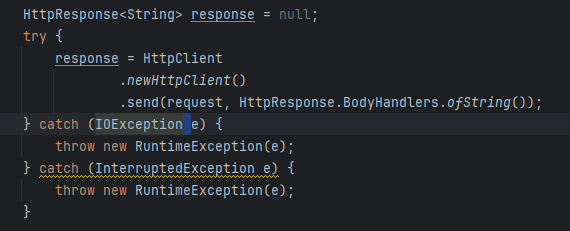 HttpResponse<String> response = null;
try {
    response = HttpClient
            .newHttpClient()
            .send(request, HttpResponse.BodyHandlers.ofString());
} catch (IOException e) {
    throw new RuntimeException(e);
} catch (InterruptedException e) {
    throw new RuntimeException(e);
}